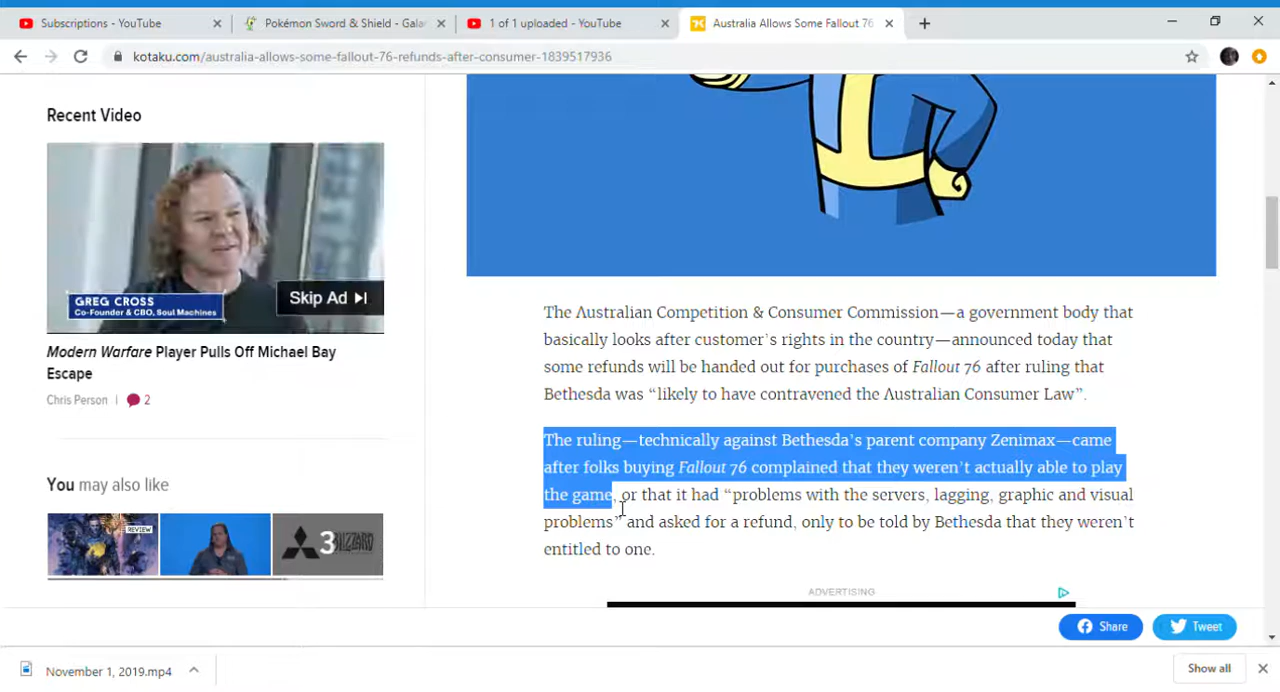 Subscriptions - YouTube
Pokémon Sword & Shield - Gala
1 of 1 uploaded - YouTube
Australia Allows Some Fallout 76
kotaku.com/australia-allows-some-fallout-76-refunds-after-consumer-1839517936
Recent Video
Skip Ad
GREG CROSS
Co-Founder & CBO, Soul Machines
Modern Warfare Player Pulls Off Michael Bay
Escape
Chris Person | 2
You may also like
REVIEW
3
BLIZZARD
The Australian Competition & Consumer Commission—a government body that
basically looks after customer's rights in the country—announced today that
some refunds will be handed out for purchases of Fallout 76 after ruling that
Bethesda was “likely to have contravened the Australian Consumer Law”.
The ruling—technically against Bethesda's parent company Zenimax—came
after folks buying Fallout 76 complained that they weren't actually able to play
the game, or that it had “problems with the servers, lagging, graphic and visual
problems” and asked for a refund, only to be told by Bethesda that they weren't
entitled to one.
ADVERTISING
Share
Tweet
November 1, 2019.mp4
Show all